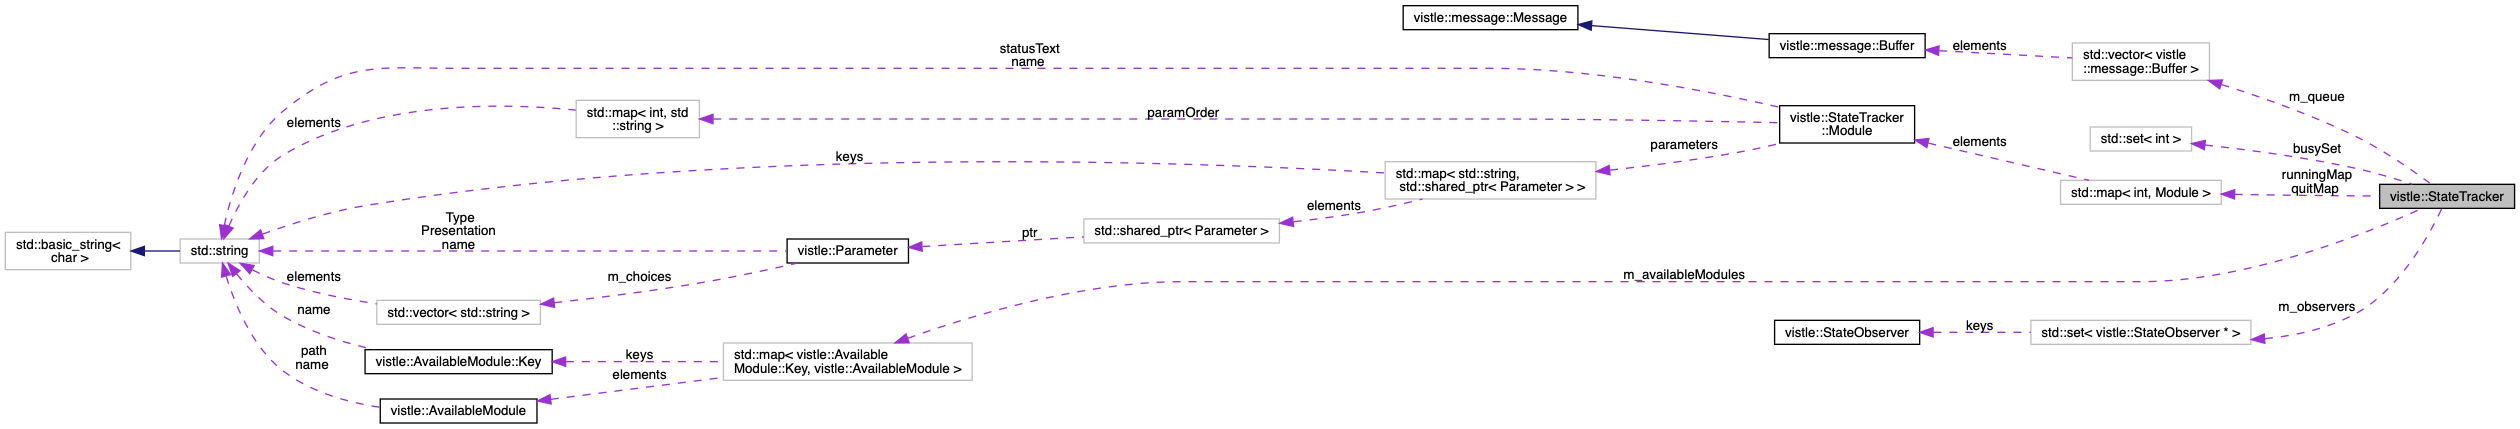 vistle::message::Message
vistle::message::Buffer
elements
std::vector< vistle
::message::Buffer >
statusText
name
m_queue
std::map< int, std
::string >
elements
paramOrder
vistle::StateTracker
::Module
std::set< int >
busySet
elements
keys
parameters
std::map< std::string,
std::shared_ptr< Parameter > >
std::map< int, Module >
runningMap
quitMap
vistle::StateTracker
elements
Type
Presentation
name
ptr
std::shared_ptr< Parameter >
std::basic_string<
char >
std::string
vistle::Parameter
elements
m_choices
m_availableModules
name
std::vector< std::string >
m_observers
vistle::StateObserver
keys
std::set< vistle::StateObserver * >
path
name
vistle::AvailableModule::Key
keys
std::map< vistle::Available
Module::Key, vistle::AvailableModule >
elements
vistle::AvailableModule